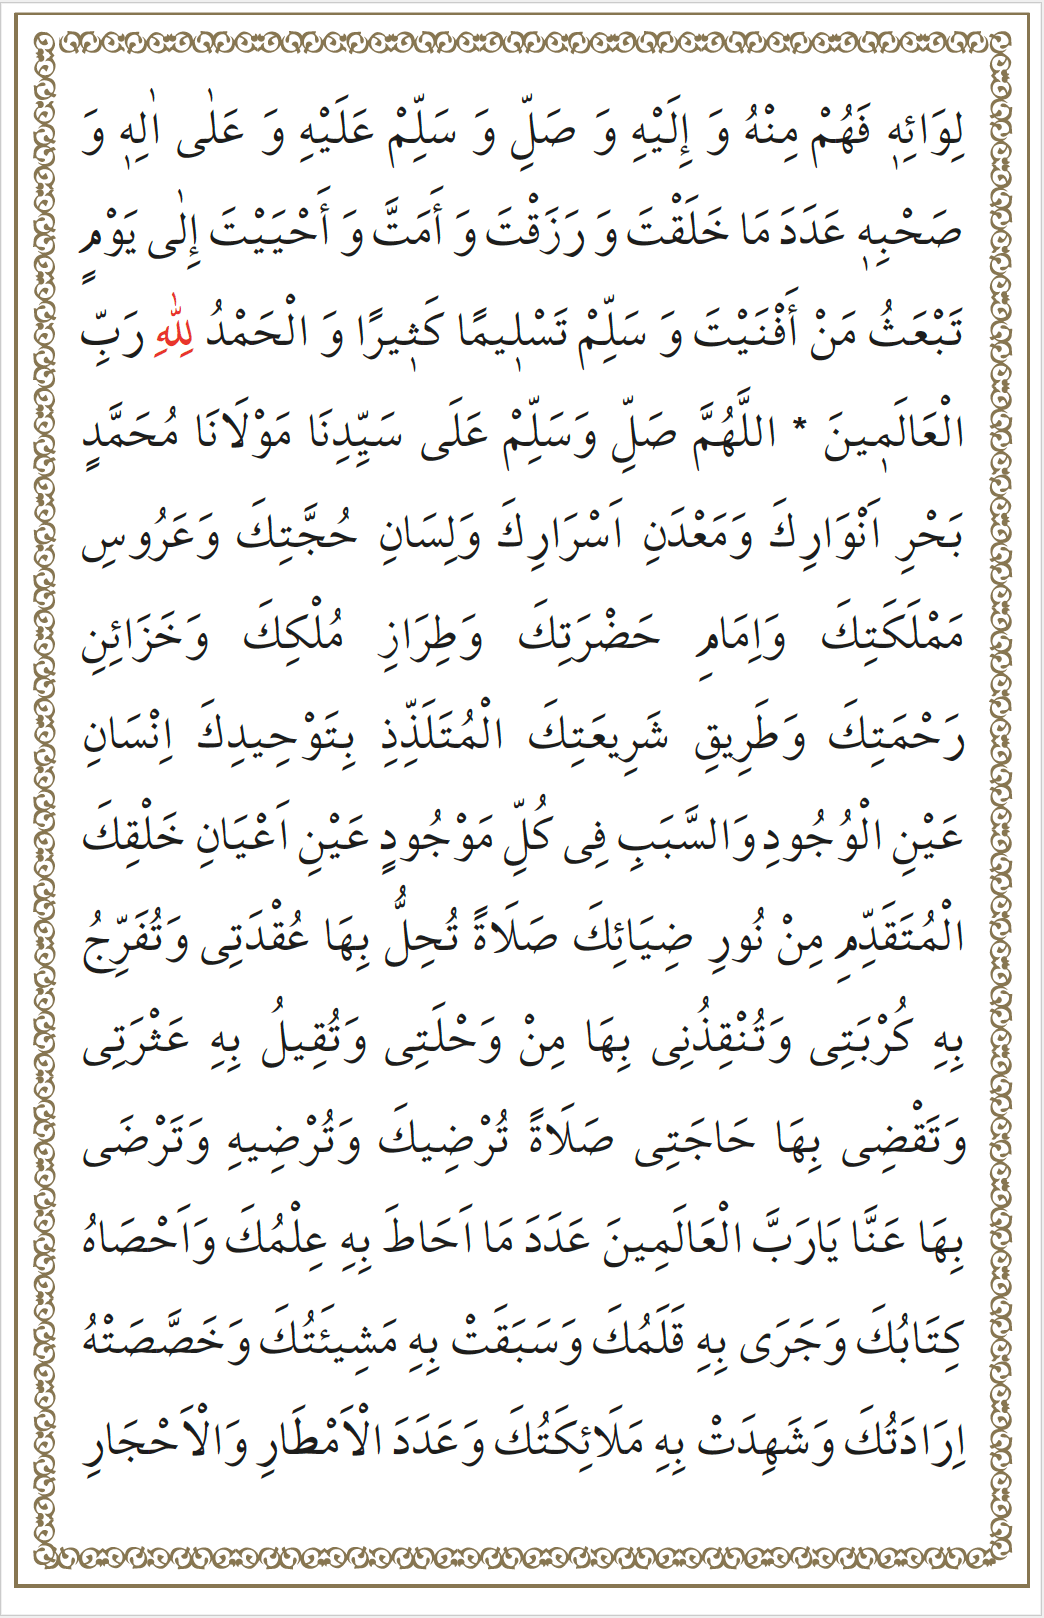 لِوَائِهٖ فَهُمْ مِنْهُ وَ إِلَيْهِ وَ صَلِّ وَ سَلِّمْ عَلَيْهِ وَ عَلٰى اٰلِهٖ وَ
صَحْبِهٖ عَدَدَ مَا خَلَقْتَ وَ رَزَقْتَ وَ أَمَتَّ وَ أَحْيَيْتَ إِلٰى يَوْمٍ
تَبْعَثُ مَنْ أَفْنَيْتَ وَ سَلِّمْ تَسْلٖيمًا كَثٖيرًا وَ الْحَمْدُ لِلّٰهِ رَبِّ
الْعَالَمٖينَ * اللَّهُمَّ صَلِّ وَسَلِّمْ عَلَى سَيِّدِنَا مَوْلَانَا مُحَمَّدٍ
بَحْرِ اَنْوَارِكَ وَمَعْدَنِ اَسْرَارِكَ وَلِسَانِ حُجَّتِكَ وَعَرُوسِ
مَمْلَكَتِكَ وَاِمَامِ حَضْرَتِكَ وَطِرَازِ مُلْكِكَ وَخَزَائِنِ
رَحْمَتِكَ وَطَرِيقِ شَرِيعَتِكَ الْمُتَلَذِّذِ بِتَوْحِيدِكَ اِنْسَانِ
عَيْنِ الْوُجُودِ وَالسَّبَبِ فِى كُلِّ مَوْجُودٍ عَيْنِ اَعْيَانِ خَلْقِكَ
الْمُتَقَدِّمِ مِنْ نُورِ ضِيَائِكَ صَلَاةً تُحِلُّ بِهَا عُقْدَتِى وَتُفَرِّجُ
بِهِ كُرْبَتِى وَتُنْقِذُنِى بِهَا مِنْ وَحْلَتِى وَتُقِيلُ بِهِ عَثْرَتِى
وَتَقْضِى بِهَا حَاجَتِى صَلَاةً تُرْضِيكَ وَتُرْضِيهِ وَتَرْضَى
بِهَا عَنَّا يَارَبَّ الْعَالَمِينَ عَدَدَ مَا اَحَاطَ بِهِ عِلْمُكَ وَاَحْصَاهُ
كِتَابُكَ وَجَرَى بِهِ قَلَمُكَ وَسَبَقَتْ بِهِ مَشِيئَتُكَ وَخَصَّصَتْهُ
اِرَادَتُكَ وَشَهِدَتْ بِهِ مَلَائِكَتُكَ وَعَدَدَ الْاَمْطَارِ وَالْاَحْجَارِ